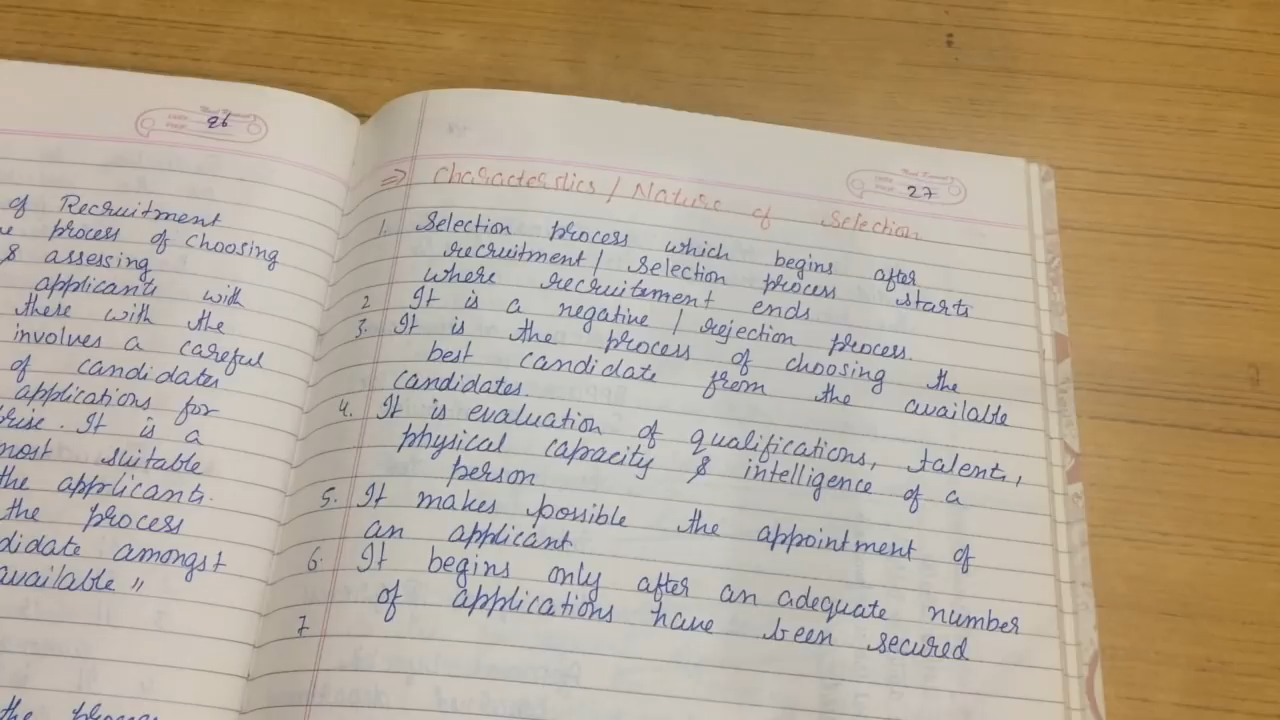 26
of Recruitment
process of choosing
& assessing
applicants with
these with the
involves a careful
of candidates
applications for
It is a
most suitable
the applicants.
the process
amongst
available "
the
27
⇒ Characteristics / Nature of Selection
1. Selection process which begins after
recruitment / Selection process starts
where recruitement ends
2 It is a negative / rejection process.
3. It is the process of choosing the
best candidate from the available
candidates.
4. It is evaluation of qualifications, talents,
physical capacity & intelligence of a
person
5. It makes possible the appointment of
an applicant
6. It begins only after an adequate number
of applications have been secured
7